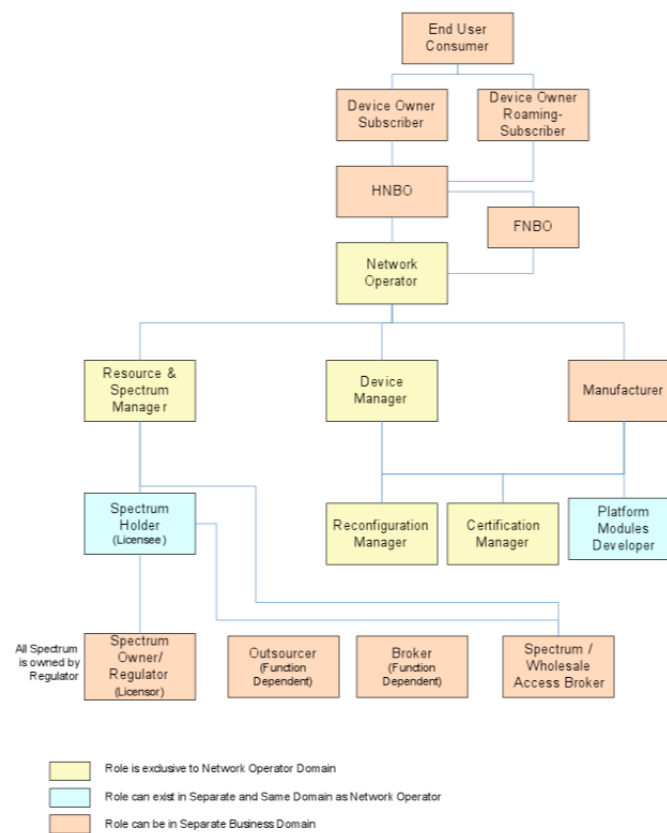 End User
Consumer
Device Owner
Subscriber
Device Owner
Roaming-
Subscriber
HNBO
FNBO
Network
Operator
Resource &
Spectrum
Manager
Device
Manager
Manufacturer
Spectrum
Holder
(Licensee)
Reconfiguration
Manager
Certification
Manager
Platform
Modules
Developer
All Spectrum
is owned by
Regulator
Spectrum
Owner/
Regulator
(Licensor)
Outsourcer
(Function
Dependent)
Broker
(Function
Dependent)
Spectrum /
Wholesale
Access Broker
Role is exclusive to Network Operator Domain
Role can exist in Separate and Same Domain as Network Operator
Role can be in Separate Business Domain